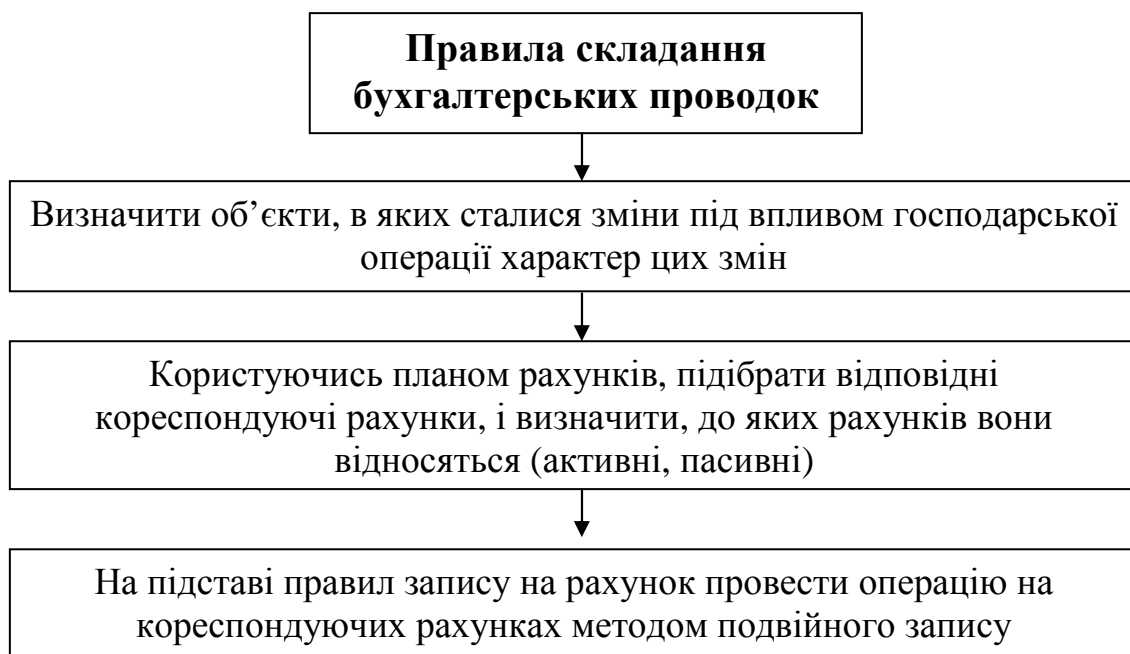 Правила складання
бухгалтерських проводок
Визначити об’єкти, в яких сталися зміни під впливом господарської
операції характер цих змін
Користуючись планом рахунків, підібрати відповідні
кореспондуючі рахунки, і визначити, до яких рахунків вони
відносяться (активні, пасивні)
На підставі правил запису на рахунок провести операцію на
кореспондуючих рахунках методом подвійного запису